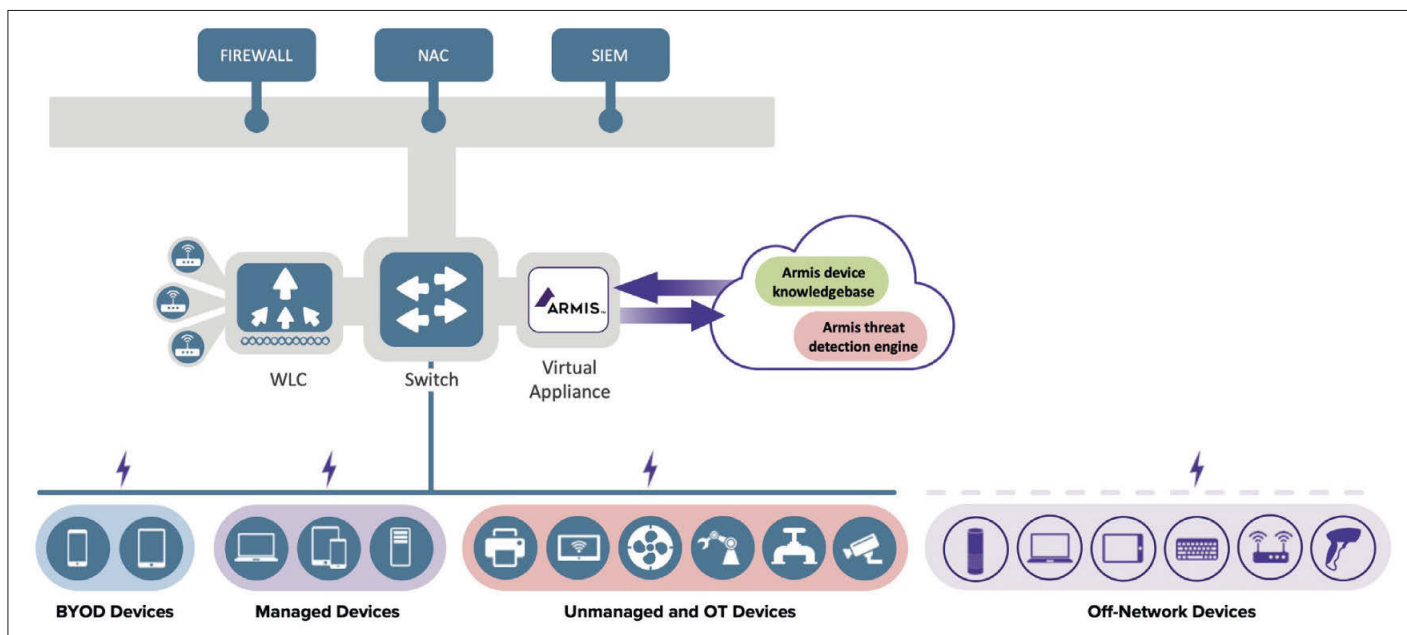 FIREWALL
NAC
SIEM
Armis device
knowledgebase
Armis threat
detection engine
ARMIS™
WLC
Switch
Virtual
Appliance
BYOD Devices
Managed Devices
Unmanaged and OT Devices
Off-Network Devices